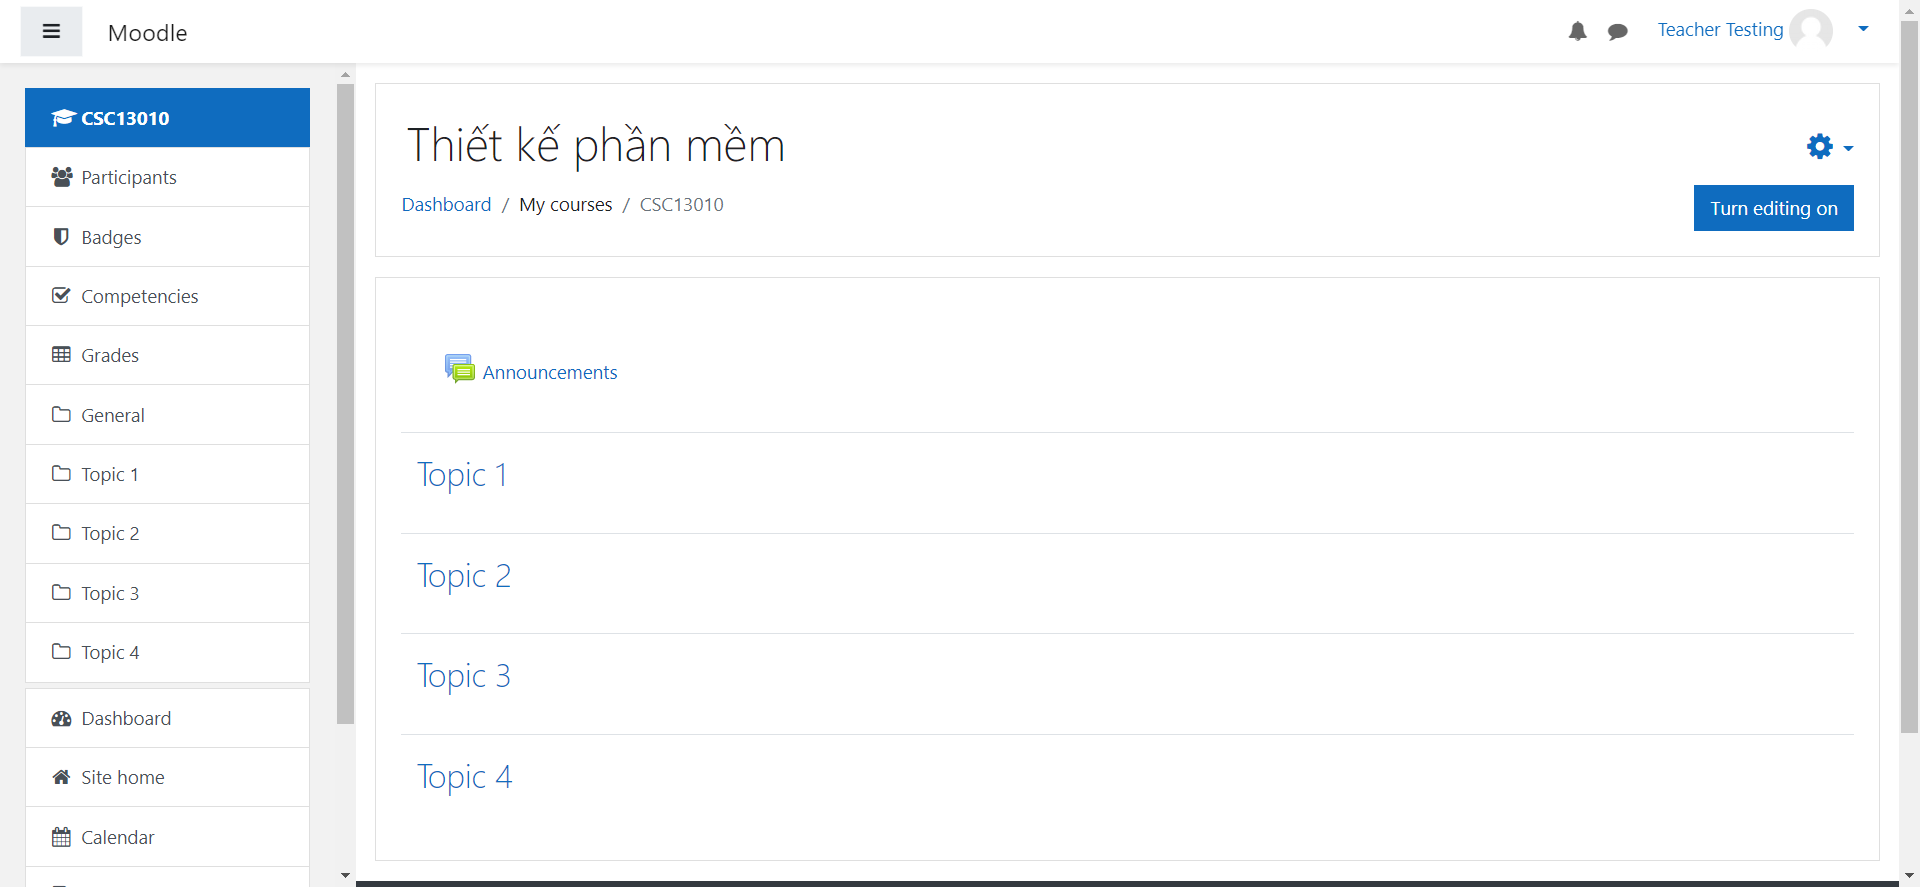 Moodle
Teacher Testing
CSC13010
Participants
Badges
Competencies
Grades
General
Topic 1
Topic 2
Topic 3
Topic 4
Dashboard
Site home
Calendar
Thiết kế phần mềm
Dashboard / My courses / CSC13010
Turn editing on
Announcements
Topic 1
Topic 2
Topic 3
Topic 4